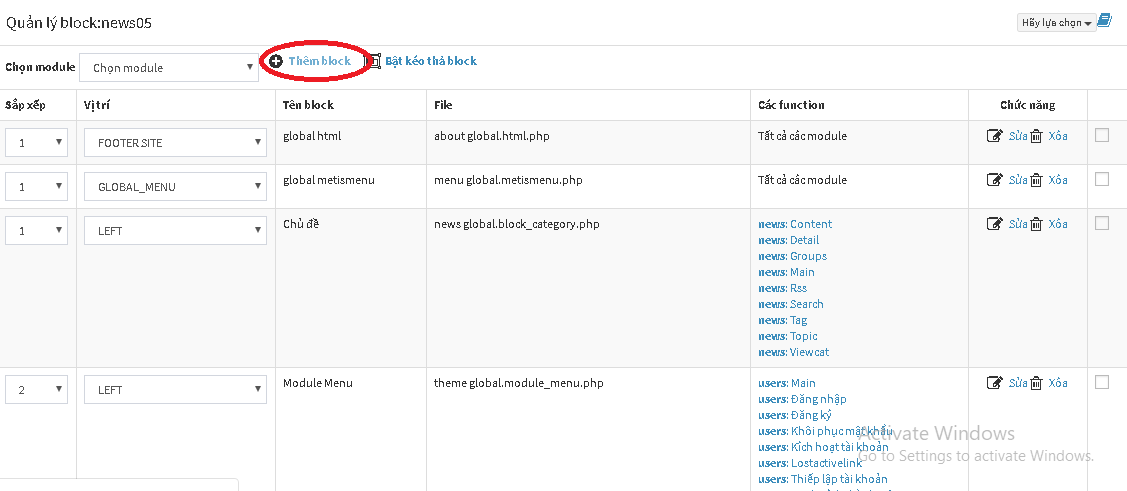 Quản lý block:news05
Hãy lựa chọn
Chọn module Chọn module Thêm block Bật kéo thả block
Sắp xếp Vị trí Tên block File Các function Chức năng
1 FOOTER SITE global html about global.html.php Tất cả các module Sửa Xóa
1 GLOBAL_MENU global metismenu menu global.metismenu.php Tất cả các module Sửa Xóa
1 LEFT Chủ đề news global.block_category.php news: Content Sửa Xóa
news: Detail
news: Groups
news: Main
news: Rss
news: Search
news: Tag
news: Topic
news: Viewcat
2 LEFT Module Menu theme global.module_menu.php users: Main Sửa Xóa
users: Đăng nhập
users: Đăng ký
users: Khôi phục mật khẩu
users: Kích hoạt tài khoản
users: Lostactivelink
users: Thiếp lập tài khoản
Activate Windows
Go to Settings to activate Windows.